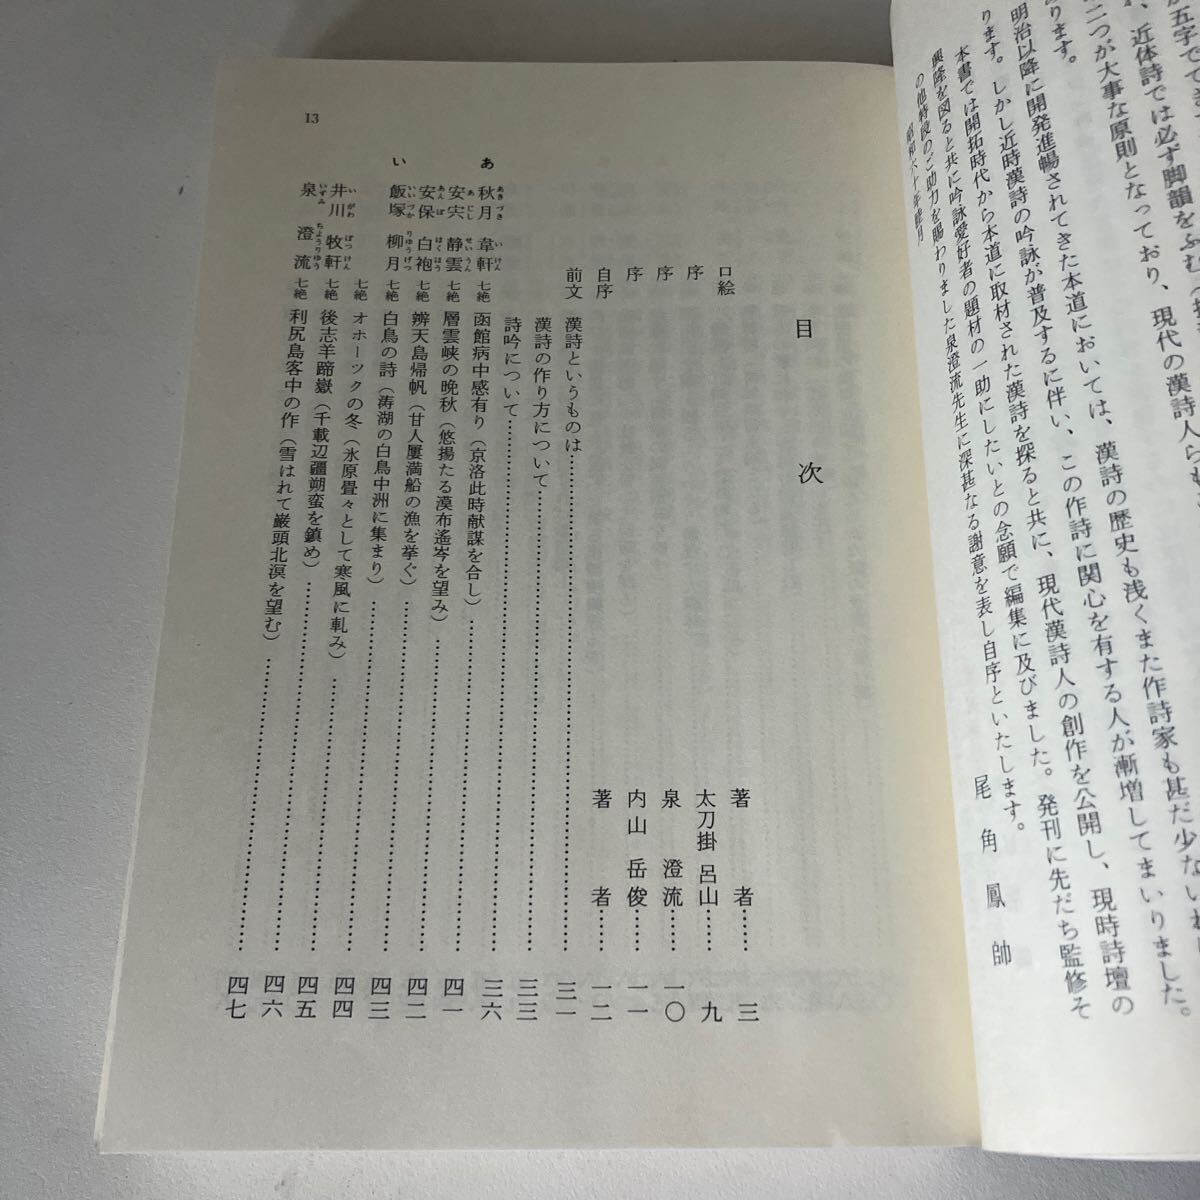 近体詩では必ず脚韻をふむ
二つが大事な原則となっており、現代の漢詩人らも
ります。
明治以降に開発進暢されてきた本道においては、漢詩の歴史も浅くまた作詩家も甚だ少ない
ります。しかし近時漢詩の吟詠が普及するに伴い、この作詩に関心を有する人が漸増してまいりました。
本書では開拓時代から本道に取材された漢詩を探ると共に、現代漢詩人の創作を公開し、現時詩壇の
興隆を図ると共に吟詠愛好者の題材の一助にしたいとの念願で編集に及びました。発刊に先だち監修そ
の他特段のご助力を賜わりました泉澄流先生に深甚なる謝意を表し自序といたします。
昭和六十年睦月
尾角鳳帥
13
目次
口絵 著者……三
序 太刀掛呂山……九
序 泉澄流……一〇
序 内山岳俊……一一
自序 著者……一二
前文 漢詩というものは……三一
漢詩の作り方について……三三
詩吟について……三六
あ 秋月韋軒 七絶 函館病中感有り（京洛此時献謀を合し）……四一
安宍静雲 七絶 層雲峡の晩秋（悠揚たる漠布遙岑を望み）……四二
安保白袍 七絶 辨天島帰帆（甘人屢満船の漁を挙ぐ）……四三
い 飯塚柳月 七絶 白鳥の詩（涛湖の白鳥中洲に集まり）……四四
七絶 オホーツクの冬（氷原畳々として寒風に軋み）……四五
井川牧軒 七絶 後志羊蹄嶽（千載辺疆朔蛮を鎮め）……四六
泉澄流 七絶 利尻島客中の作（雪はれて巌頭北溟を望む）……四七